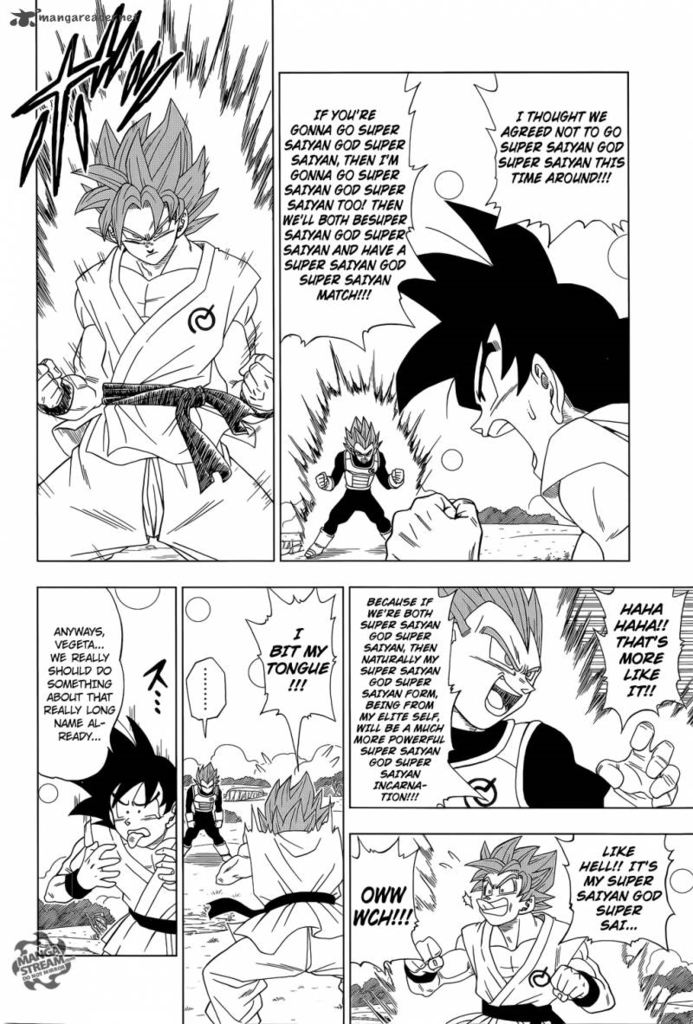 mangareader.net
I THOUGHT WE
AGREED NOT TO GO
SUPER SAIYAN GOD
SUPER SAIYAN THIS
TIME AROUND!!!
IF YOU'RE
GONNA GO SUPER
SAIYAN GOD SUPER
SAIYAN, THEN I'M
GONNA GO SUPER
SAIYAN GOD SUPER
SAIYAN TOO! THEN
WE'LL BOTH BESUPER
SAIYAN GOD SUPER
SAIYAN AND HAVE A
SUPER SAIYAN GOD
SUPER SAIYAN
MATCH!!!
HAHA
HAHA!!
THAT'S
MORE
LIKE
IT!!
BECAUSE IF
WE'RE BOTH
SUPER SAIYAN
GOD SUPER
SAIYAN, THEN
NATURALLY MY
SUPER SAIYAN
GOD SUPER
SAIYAN FORM,
BEING FROM
MY ELITE SELF,
WILL BE A MUCH
MORE POWERFUL
SUPER SAIYAN
GOD SUPER
SAIYAN
INCARNA-
TION!!!
LIKE
HELL!! IT'S
MY SUPER
SAIYAN GOD
SUPER
SAI...
OWW
WCH!!!
I
BIT MY
TONGUE
!!!
......
ANYWAYS,
VEGETA...
WE REALLY
SHOULD DO
SOMETHING
ABOUT THAT
REALLY LONG
NAME AL-
READY...
MANGA
STREAM
DO NOT MIRROR